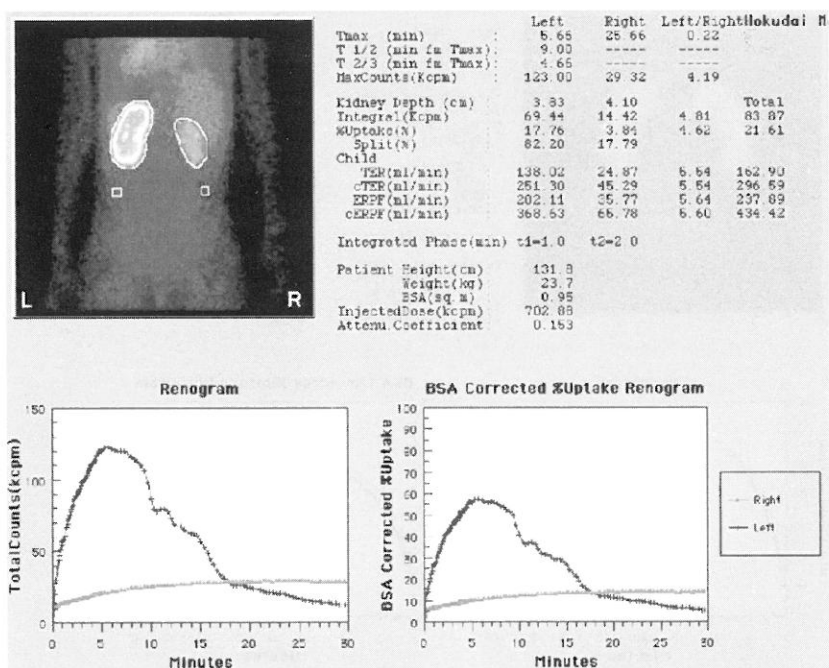 Left Right Left/Right Hokudai M
Tmax (min) : 5.66 25.66 0.22
T 1/2 (min fm Tmax): 9.00 -----  -----
T 2/3 (min fm Tmax): 4.66 -----  -----
MaxCounts(Kcpm) : 123.00 29.32 4.19
Kidney Depth (cm) 3.83 4.10 Total
Integral(Kcpm) 69.44 14.42 4.81 83.87
%Uptake(%) 17.76 3.84 4.62 21.61
Split(%) 82.20 17.79
Child
TER(ml/min) 138.02 24.87 5.54 162.90
cTER(ml/min) 251.30 45.29 5.54 296.59
ERPF(ml/min) 202.11 35.77 5.64 237.89
cERPF(ml/min) 368.63 65.78 5.60 434.42
Integrated Phase(min) t1=1.0 t2=2.0
Patient Height(cm) 131.8
Weight(kg) 23.7
BSA(sq.m) 0.95
InjectedDose(kcpm) 702.88
Attenu.Coefficient 0.153
L R
Renogram
150
100
50
0
TotalCounts(kcpm)
0 5 10 15 20 25 30
Minutes
BSA Corrected %Uptake Renogram
100
90
80
70
60
50
40
30
20
10
0
BSA Corrected %Uptake
0 5 10 15 20 25 30
Minutes
Right
Left